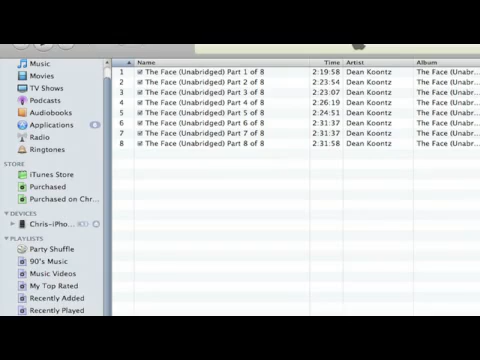 Name Time Artist Album
1 The Face (Unabridged) Part 1 of 8 2:19:58 Dean Koontz The Face (Unabr...
2 The Face (Unabridged) Part 2 of 8 2:23:54 Dean Koontz The Face (Unabr...
3 The Face (Unabridged) Part 3 of 8 2:23:07 Dean Koontz The Face (Unabr...
4 The Face (Unabridged) Part 4 of 8 2:26:19 Dean Koontz The Face (Unabr...
5 The Face (Unabridged) Part 5 of 8 2:24:51 Dean Koontz The Face (Unabr...
6 The Face (Unabridged) Part 6 of 8 2:31:37 Dean Koontz The Face (Unabr...
7 The Face (Unabridged) Part 7 of 8 2:31:37 Dean Koontz The Face (Unabr...
8 The Face (Unabridged) Part 8 of 8 2:31:58 Dean Koontz The Face (Unabr...
Music
Movies
TV Shows
Podcasts
Audiobooks
Applications
Radio
Ringtones
STORE
iTunes Store
Purchased
Purchased on Chr...
DEVICES
Chris-iPho...
PLAYLISTS
Party Shuffle
90's Music
Music Videos
My Top Rated
Recently Added
Recently Played